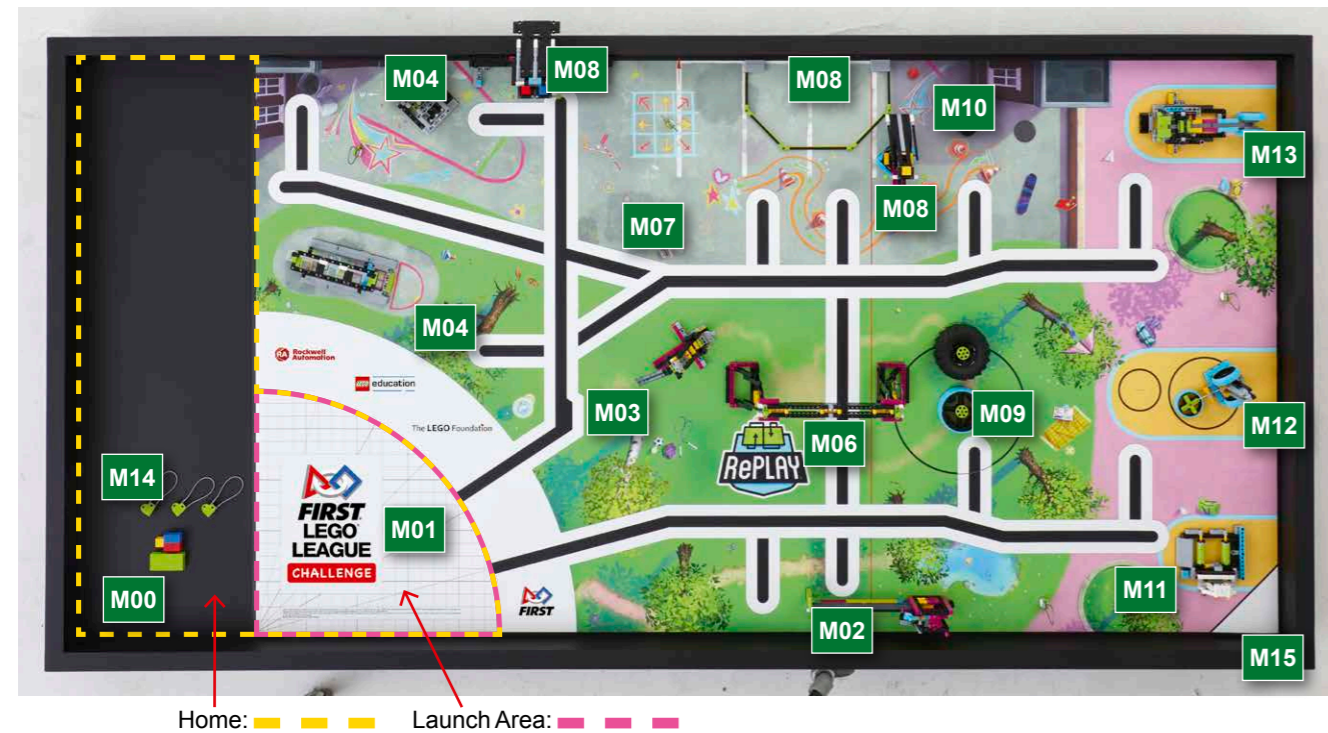 M04
M08
M08
M10
M13
M08
M07
M04
Rockwell
Automation
LEGO education
The LEGO Foundation
M03
M09
M06
M12
RePLAY
M14
FIRST
LEGO
LEAGUE
CHALLENGE
M01
M00
FIRST
M11
M02
M15
Home:
Launch Area: